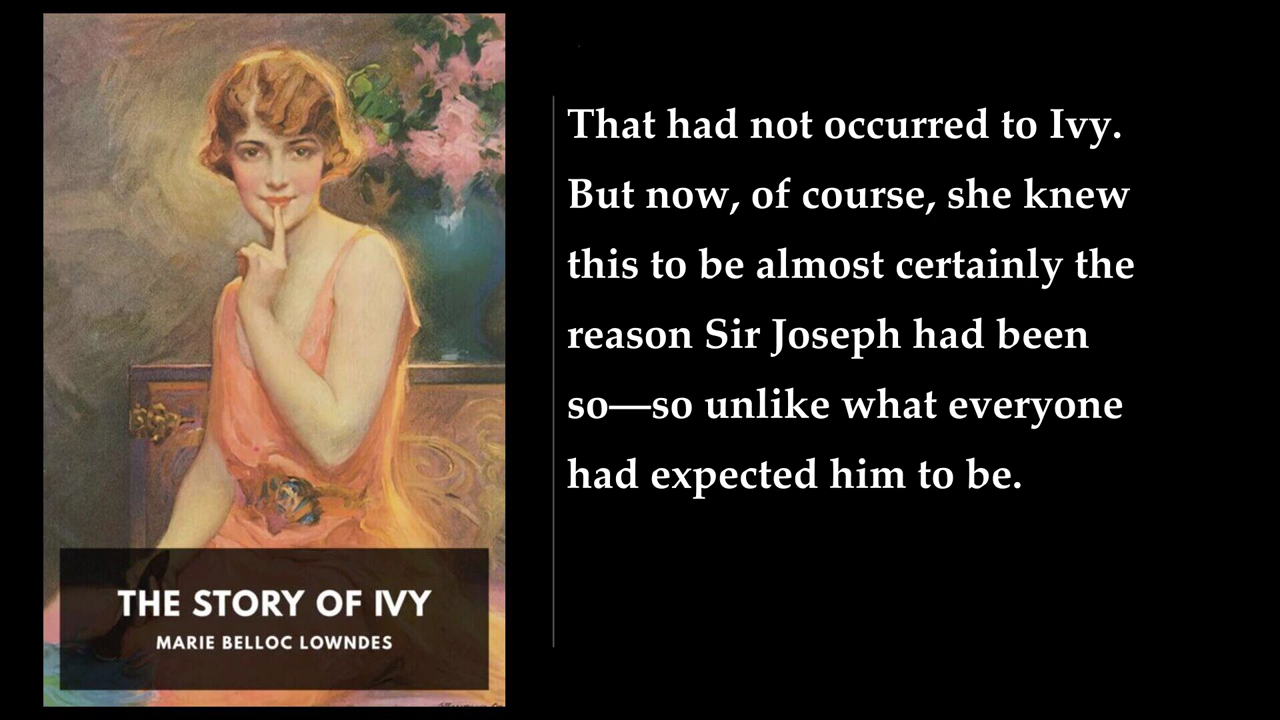 THE STORY OF IVY
MARIE BELLOC LOWNDES
That had not occurred to Ivy.
But now, of course, she knew
this to be almost certainly the
reason Sir Joseph had been
so—so unlike what everyone
had expected him to be.